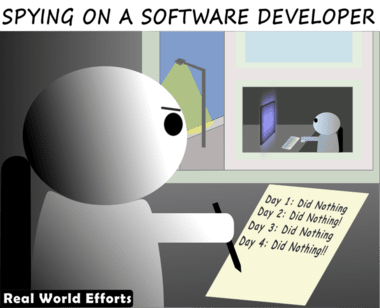 SPYING ON A SOFTWARE DEVELOPER
Day 1: Did Nothing
Day 2: Did Nothing!
Day 3: Did Nothing
Day 4: Did Nothing!!
Real World Efforts